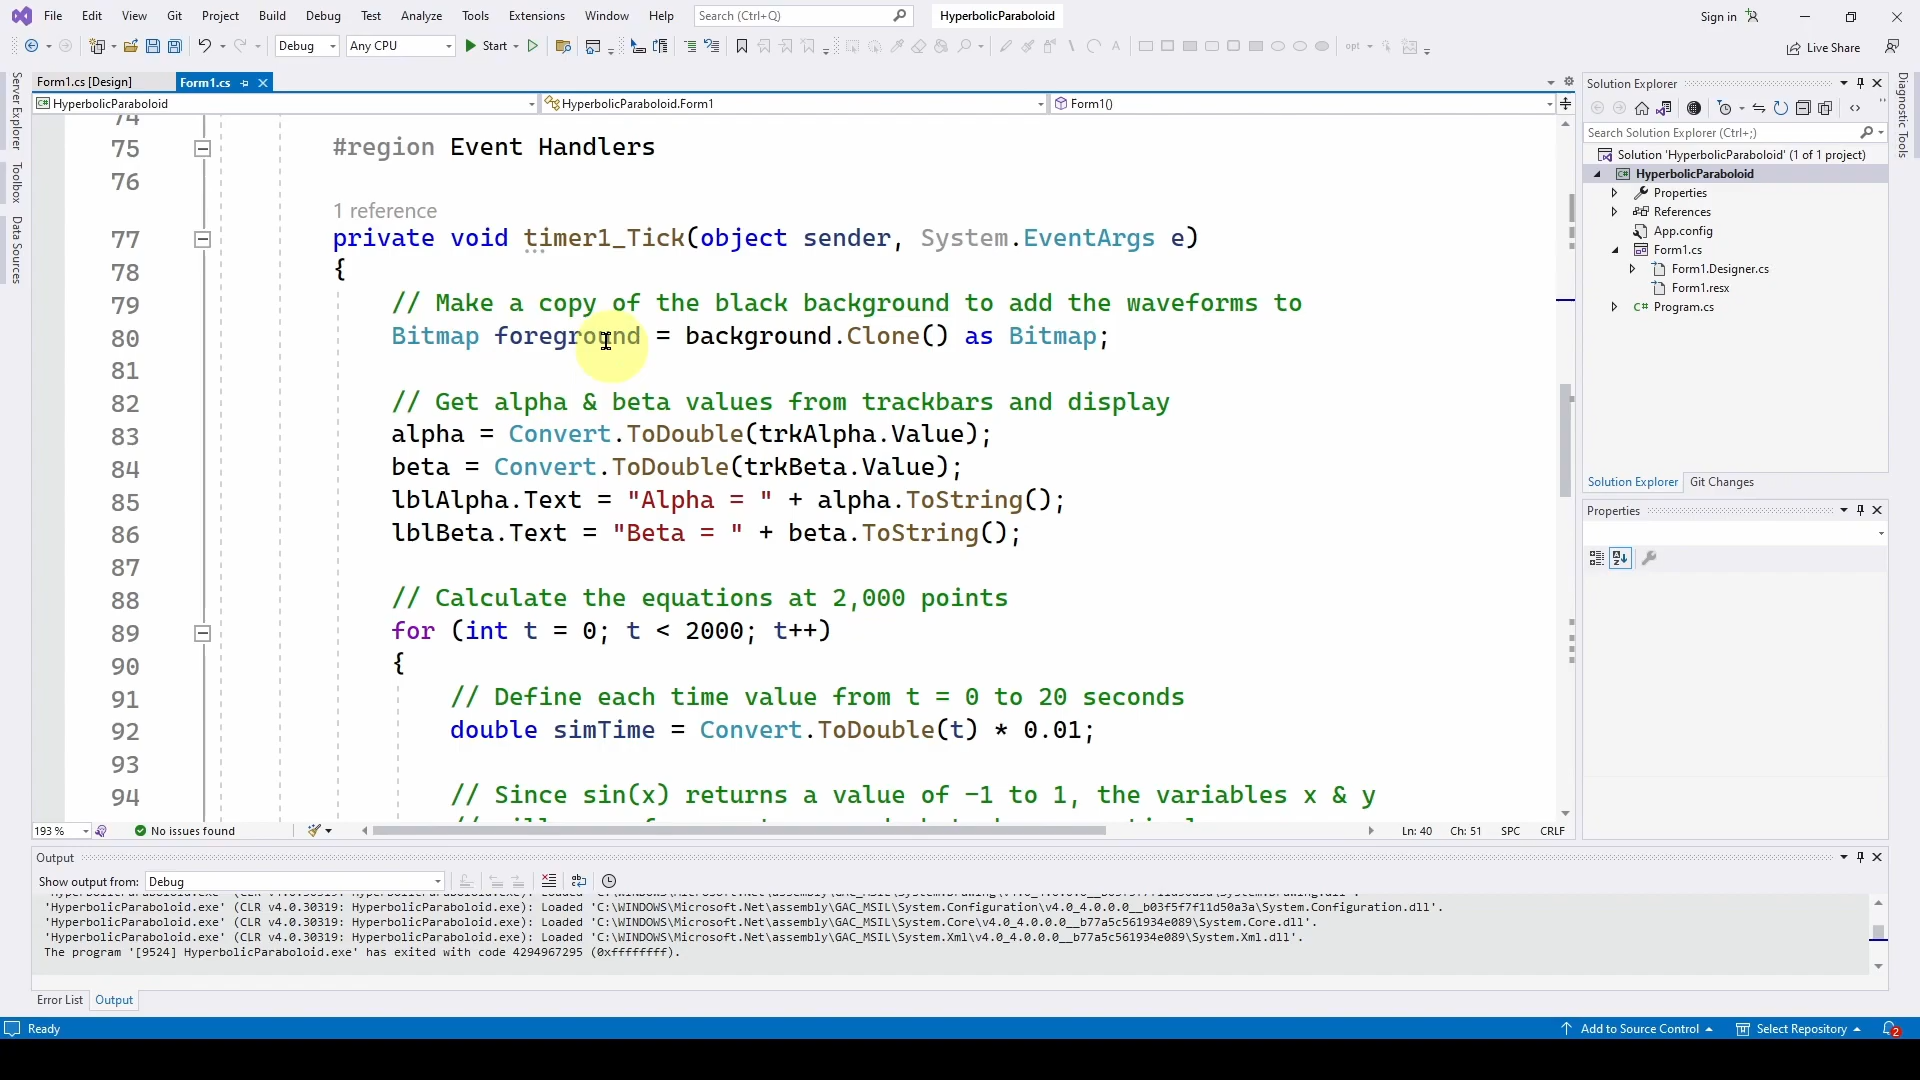 File Edit View Git Project Build Debug Test Analyze Tools Extensions Window Help Search (Ctrl+Q) HyperbolicParaboloid Sign in
Debug Any CPU Start Live Share
Form1.cs [Design] Form1.cs
HyperbolicParaboloid HyperbolicParaboloid.Form1 Form1()
Server Explorer
Toolbox
Data Sources
74
75 #region Event Handlers
76
1 reference
77 private void timer1_Tick(object sender, System.EventArgs e)
78 {
79 // Make a copy of the black background to add the waveforms to
80 Bitmap foreground = background.Clone() as Bitmap;
81
82 // Get alpha & beta values from trackbars and display
83 alpha = Convert.ToDouble(trkAlpha.Value);
84 beta = Convert.ToDouble(trkBeta.Value);
85 lblAlpha.Text = "Alpha = " + alpha.ToString();
86 lblBeta.Text = "Beta = " + beta.ToString();
87
88 // Calculate the equations at 2,000 points
89 for (int t = 0; t < 2000; t++)
90 {
91 // Define each time value from t = 0 to 20 seconds
92 double simTime = Convert.ToDouble(t) * 0.01;
93
94 // Since sin(x) returns a value of -1 to 1, the variables x & y
193 % No issues found Ln: 40 Ch: 51 SPC CRLF
Solution Explorer
Search Solution Explorer (Ctrl+;)
Solution 'HyperbolicParaboloid' (1 of 1 project)
HyperbolicParaboloid
Properties
References
App.config
Form1.cs
Form1.Designer.cs
Form1.resx
Program.cs
Solution Explorer Git Changes
Properties
Diagnostic Tools
Output
Show output from: Debug
'HyperbolicParaboloid.exe' (CLR v4.0.30319: HyperbolicParaboloid.exe): Loaded 'C:\WINDOWS\Microsoft.Net\assembly\GAC_MSIL\System.Configuration\v4.0_4.0.0.0__b03f5f7f11d50a3a\System.Configuration.dll'.
'HyperbolicParaboloid.exe' (CLR v4.0.30319: HyperbolicParaboloid.exe): Loaded 'C:\WINDOWS\Microsoft.Net\assembly\GAC_MSIL\System.Core\v4.0_4.0.0.0__b77a5c561934e089\System.Core.dll'.
'HyperbolicParaboloid.exe' (CLR v4.0.30319: HyperbolicParaboloid.exe): Loaded 'C:\WINDOWS\Microsoft.Net\assembly\GAC_MSIL\System.Xml\v4.0_4.0.0.0__b77a5c561934e089\System.Xml.dll'.
The program '[9524] HyperbolicParaboloid.exe' has exited with code 4294967295 (0xffffffff).
Error List Output
Ready Add to Source Control Select Repository 2